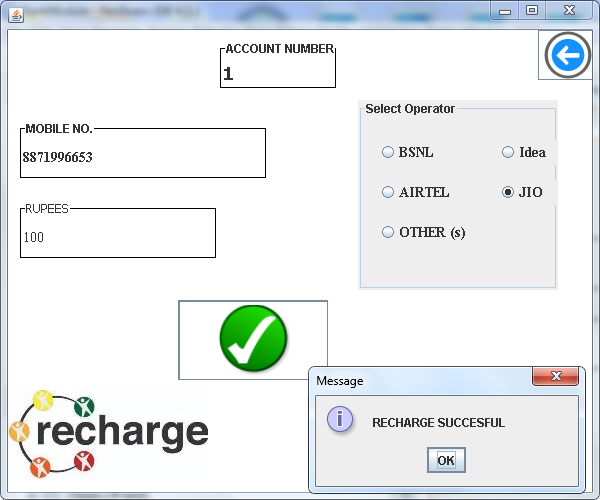 ACCOUNT NUMBER
1
Select Operator
MOBILE NO.
8871996653
BSNL
Idea
AIRTEL
JIO
RUPEES
100
OTHER (s)
recharge
Message
RECHARGE SUCCESFUL
OK